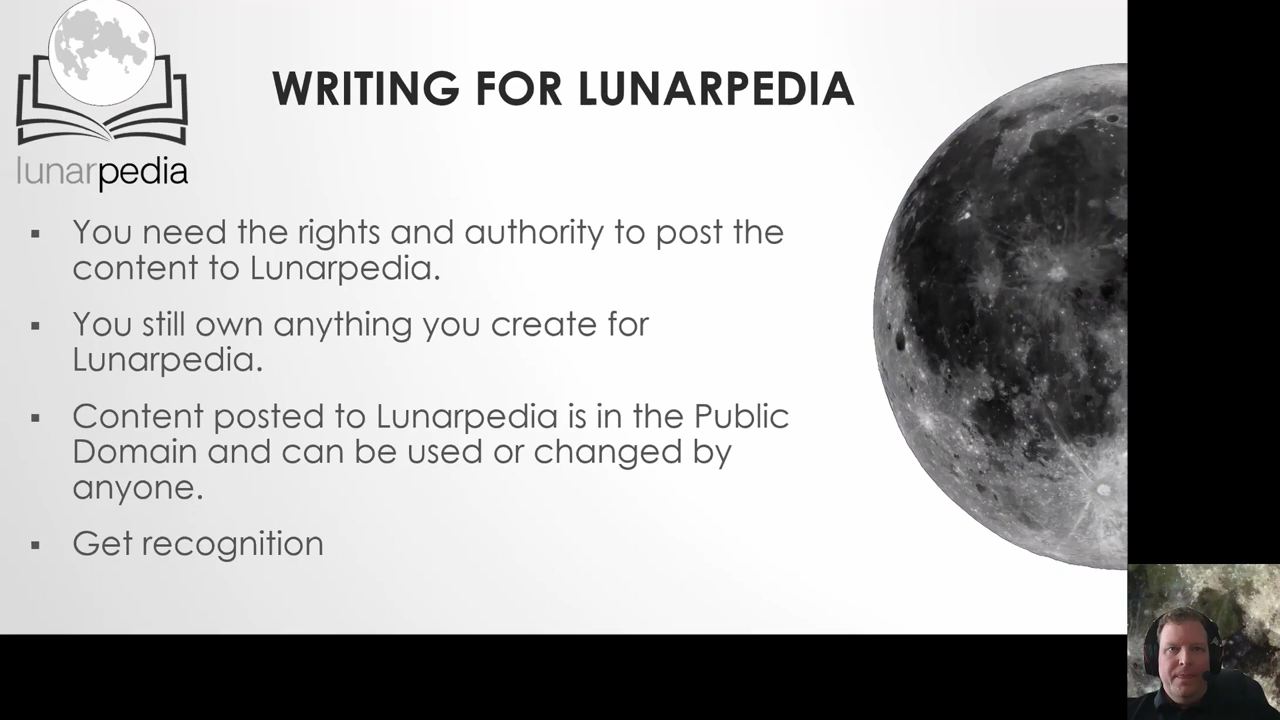 WRITING FOR LUNARPEDIA
lunarpedia
▪ You need the rights and authority to post the
content to Lunarpedia.
▪ You still own anything you create for
Lunarpedia.
▪ Content posted to Lunarpedia is in the Public
Domain and can be used or changed by
anyone.
▪ Get recognition